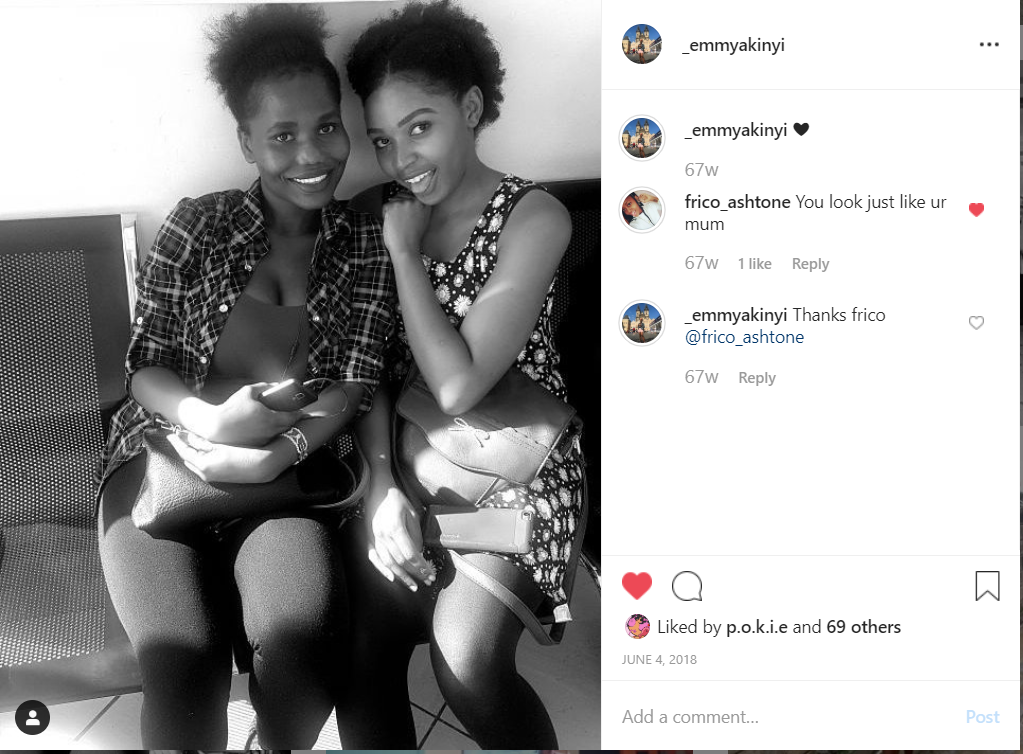 _emmyakinyi
_emmyakinyi 🖤
67w
frico_ashtone You look just like ur
mum
67w 1 like Reply
_emmyakinyi Thanks frico
@frico_ashtone
67w Reply
Liked by p.o.k.i.e and 69 others
JUNE 4, 2018
Add a comment... Post